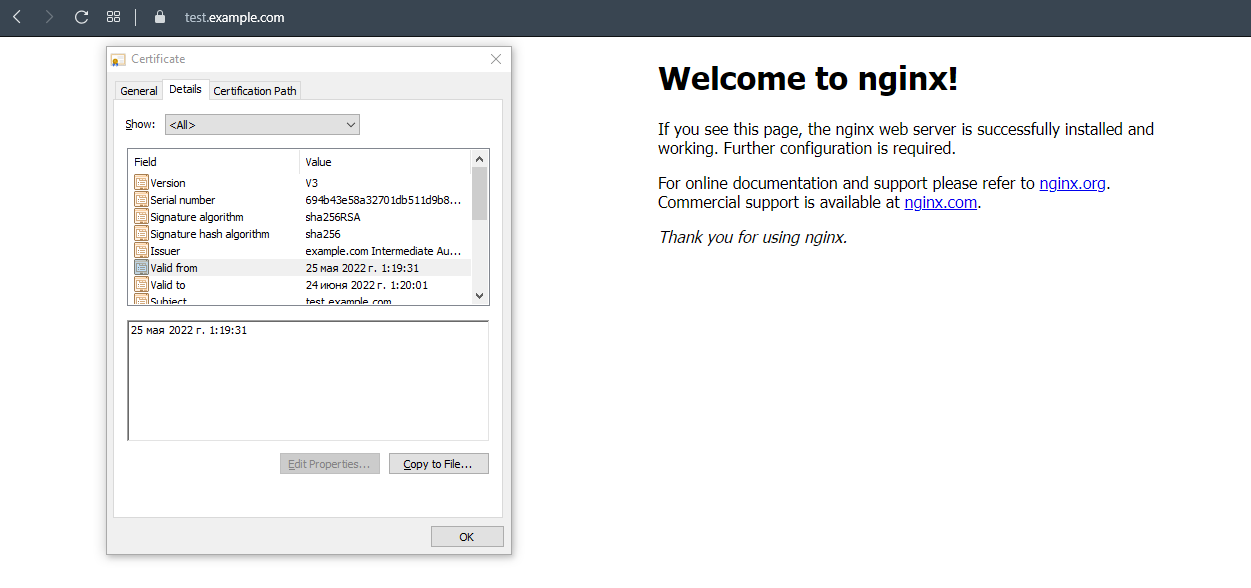 test.example.com
Certificate
General
Details
Certification Path
Show:
<All>
Field Value
Version V3
Serial number 694b43e58a32701db511d9b8...
Signature algorithm sha256RSA
Signature hash algorithm sha256
Issuer example.com Intermediate Au...
Valid from 25 мая 2022 г. 1:19:31
Valid to 24 июня 2022 г. 1:20:01
Subject test.example.com
25 мая 2022 г. 1:19:31
Edit Properties...
Copy to File...
OK
Welcome to nginx!
If you see this page, the nginx web server is successfully installed and
working. Further configuration is required.
For online documentation and support please refer to nginx.org.
Commercial support is available at nginx.com.
Thank you for using nginx.